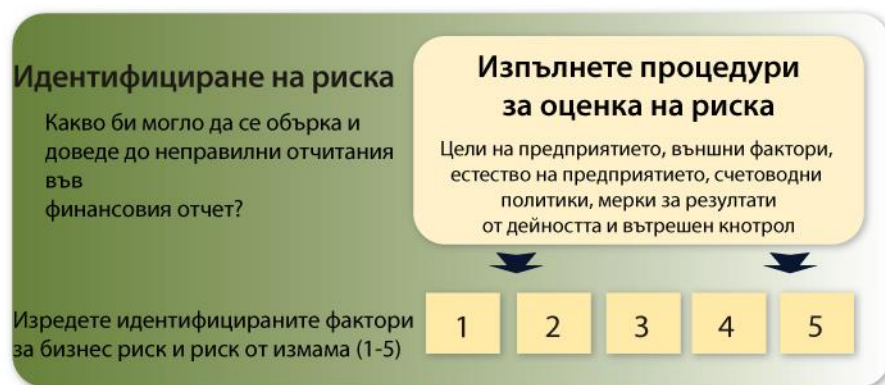 Идентифициране на риска
Какво би могло да се обърка и
доведе до неправилни отчитания
във
финансовия отчет?
Изпълнете процедури
за оценка на риска
Цели на предприятието, външни фактори,
естество на предприятието, счетоводни
политики, мерки за резултати
от дейността и вътрешен кнотрол
Изредете идентифицираните фактори
за бизнес риск и риск от измама (1-5)
1 2 3 4 5